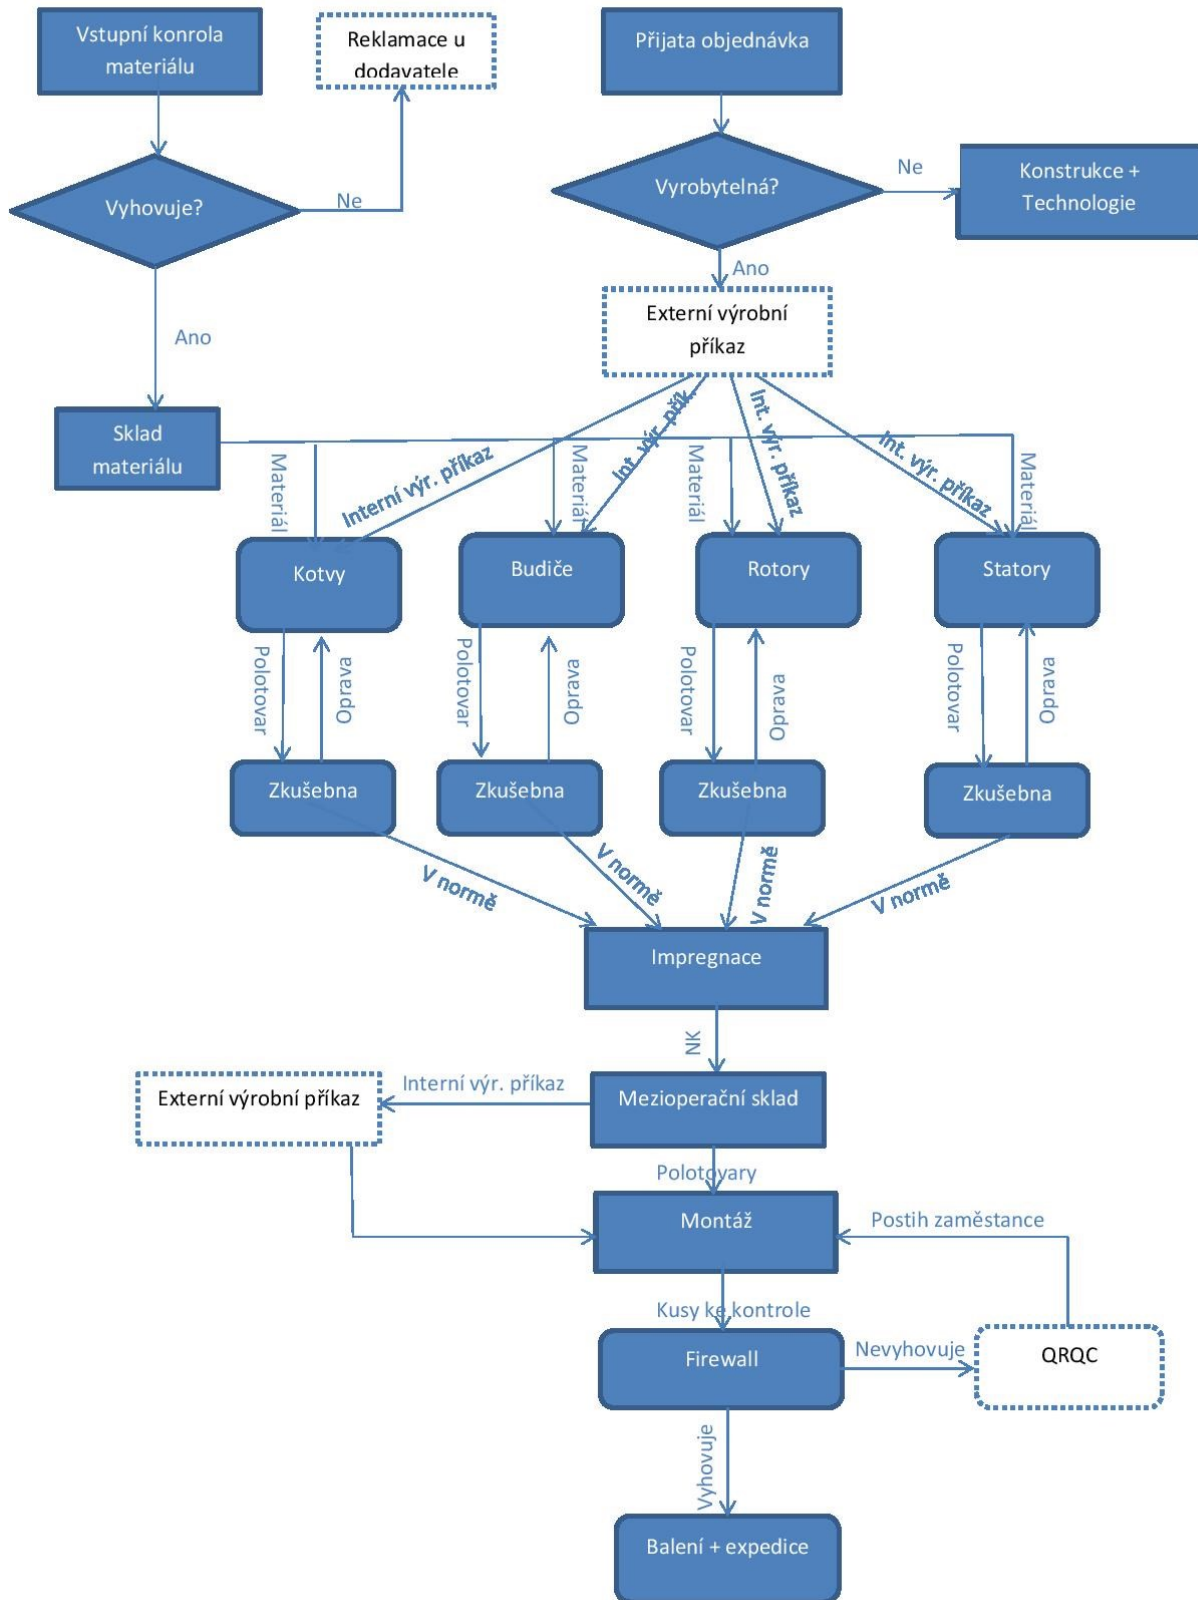 Vstupní konrola
materiálu
Reklamace u
dodavatele
Přijata objednávka
Vyhovuje?
Ne
Vyrobytelná?
Ne
Konstrukce +
Technologie
Ano
Ano
Externí výrobní
příkaz
Sklad
materiálu
Materiál
Interní výr. příkaz
Materiál
Int. výr. přík.
Materiál
Int. výr. příkaz
Int. výr. příkaz
Materiál
Kotvy
Budiče
Rotory
Statory
Polotovar
Oprava
Polotovar
Oprava
Polotovar
Oprava
Polotovar
Oprava
Zkušebna
Zkušebna
Zkušebna
Zkušebna
V normě
V normě
V normě
V normě
Impregnace
NK
Externí výrobní příkaz
Interní výr. příkaz
Mezioperační sklad
Polotovary
Montáž
Postih zaměstance
Kusy ke kontrole
Firewall
Nevyhovuje
QRQC
Vyhovuje
Balení + expedice